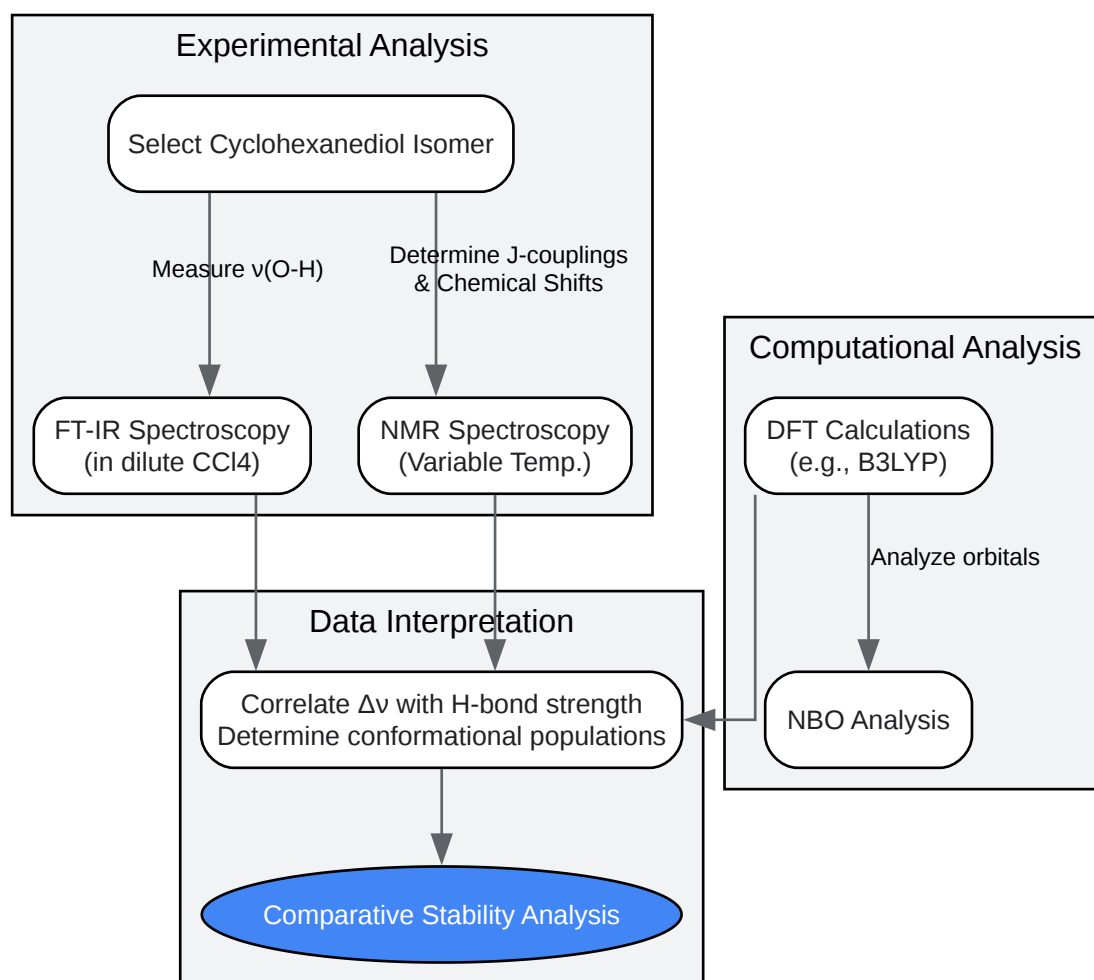 Experimental Analysis
Select Cyclohexanediol Isomer
Measure ν(O-H)
Determine J-couplings
& Chemical Shifts
FT-IR Spectroscopy
(in dilute CCl4)
NMR Spectroscopy
(Variable Temp.)
Computational Analysis
DFT Calculations
(e.g., B3LYP)
Analyze orbitals
NBO Analysis
Data Interpretation
Correlate Δν with H-bond strength
Determine conformational populations
Comparative Stability Analysis